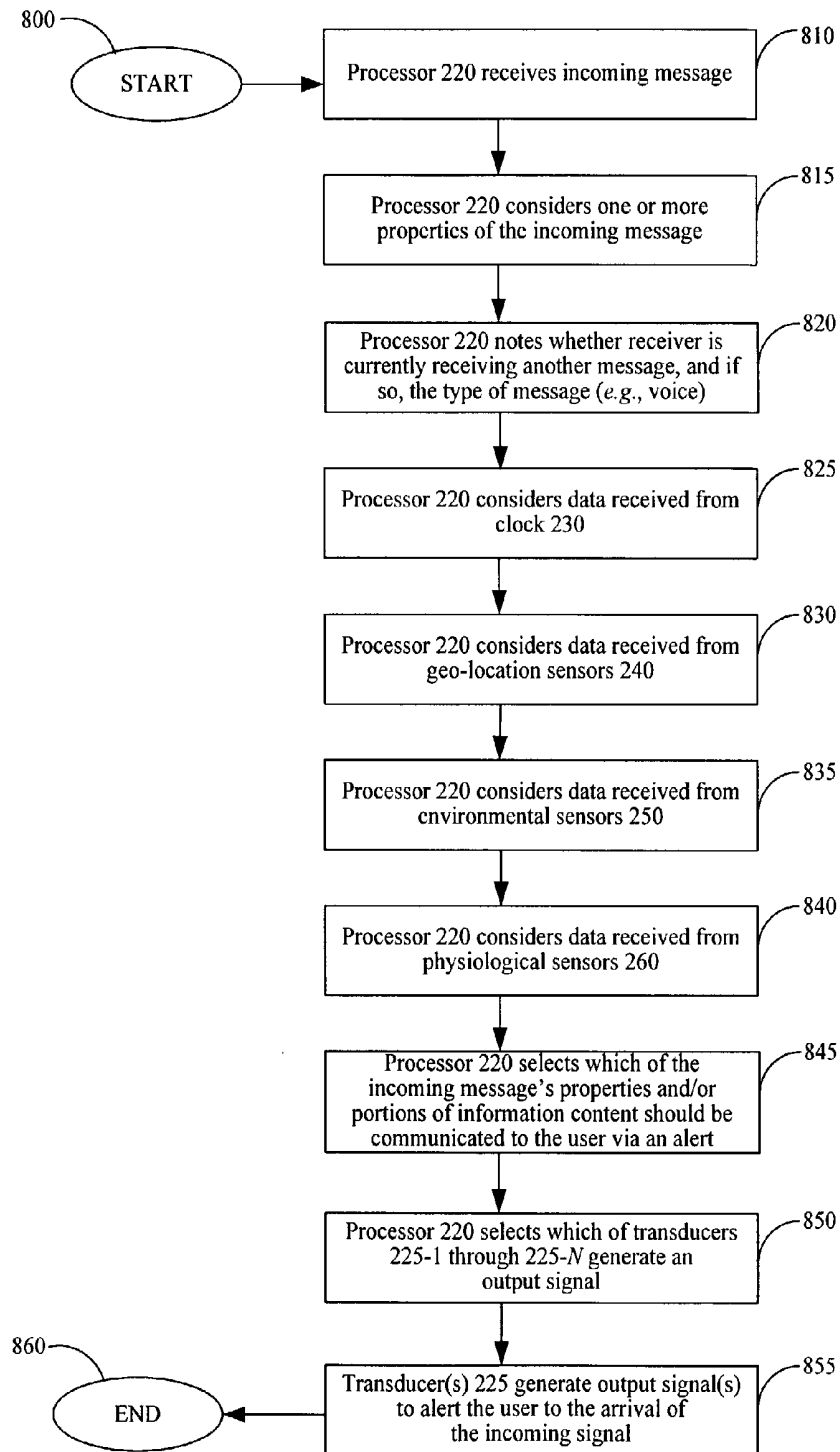 800
START
810
Processor 220 receives incoming message
815
Processor 220 considers one or more
properties of the incoming message
820
Processor 220 notes whether receiver is
currently receiving another message, and if
so, the type of message (e.g., voice)
825
Processor 220 considers data received from
clock 230
830
Processor 220 considers data received from
geo-location sensors 240
835
Processor 220 considers data received from
environmental sensors 250
840
Processor 220 considers data received from
physiological sensors 260
845
Processor 220 selects which of the
incoming message's properties and/or
portions of information content should be
communicated to the user via an alert
850
Processor 220 selects which of transducers
225-1 through 225-N generate an
output signal
855
Transducer(s) 225 generate output signal(s)
to alert the user to the arrival of
the incoming signal
860
END